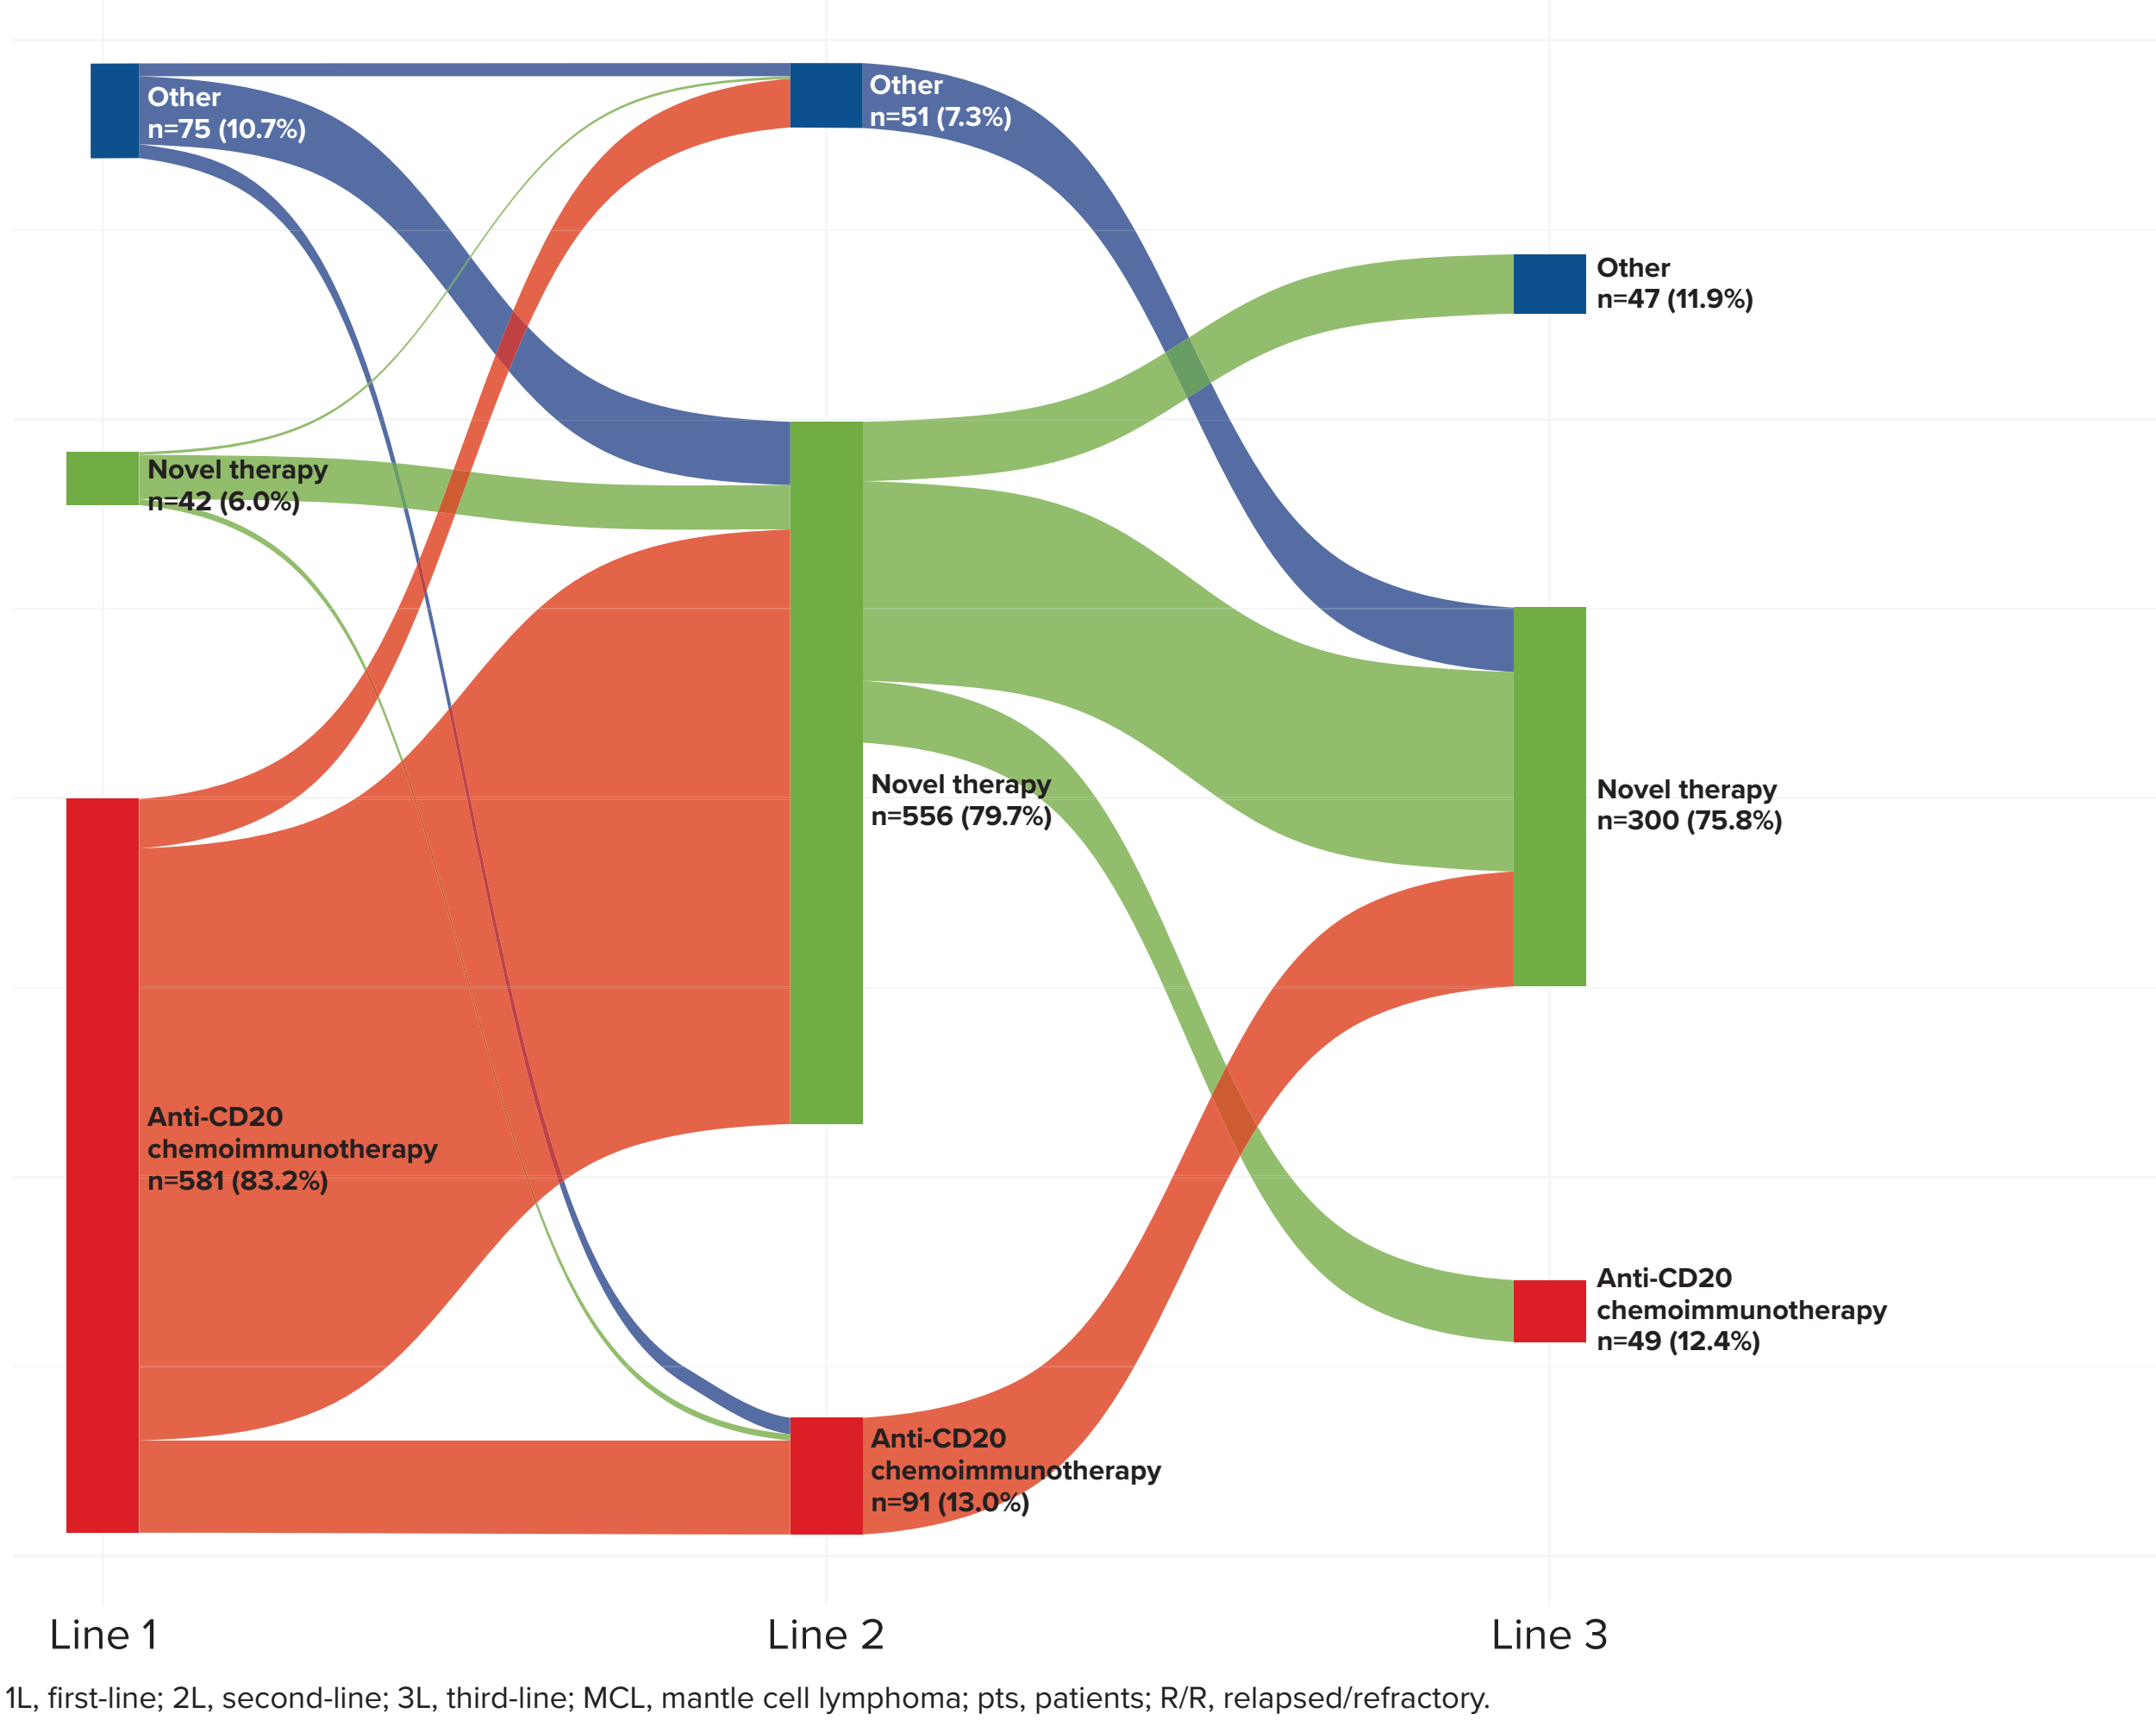 Other
n=75 (10.7%)
Novel therapy
n=42 (6.0%)
Anti-CD20
chemoimmunotherapy
n=581 (83.2%)
Other
n=51 (7.3%)
Novel therapy
n=556 (79.7%)
Anti-CD20
chemoimmunotherapy
n=91 (13.0%)
Other
n=47 (11.9%)
Novel therapy
n=300 (75.8%)
Anti-CD20
chemoimmunotherapy
n=49 (12.4%)
Line 1
Line 2
Line 3
1L, first-line; 2L, second-line; 3L, third-line; MCL, mantle cell lymphoma; pts, patients; R/R, relapsed/refractory.